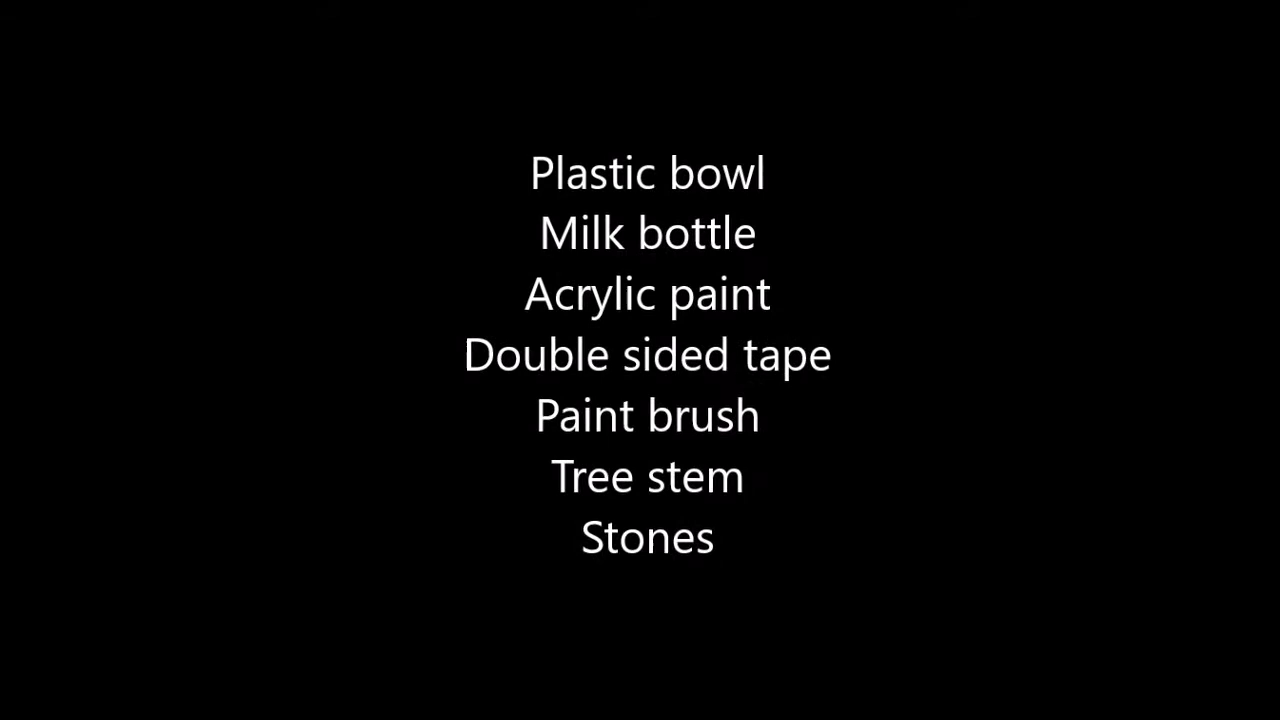 Plastic bowl
Milk bottle
Acrylic paint
Double sided tape
Paint brush
Tree stem
Stones